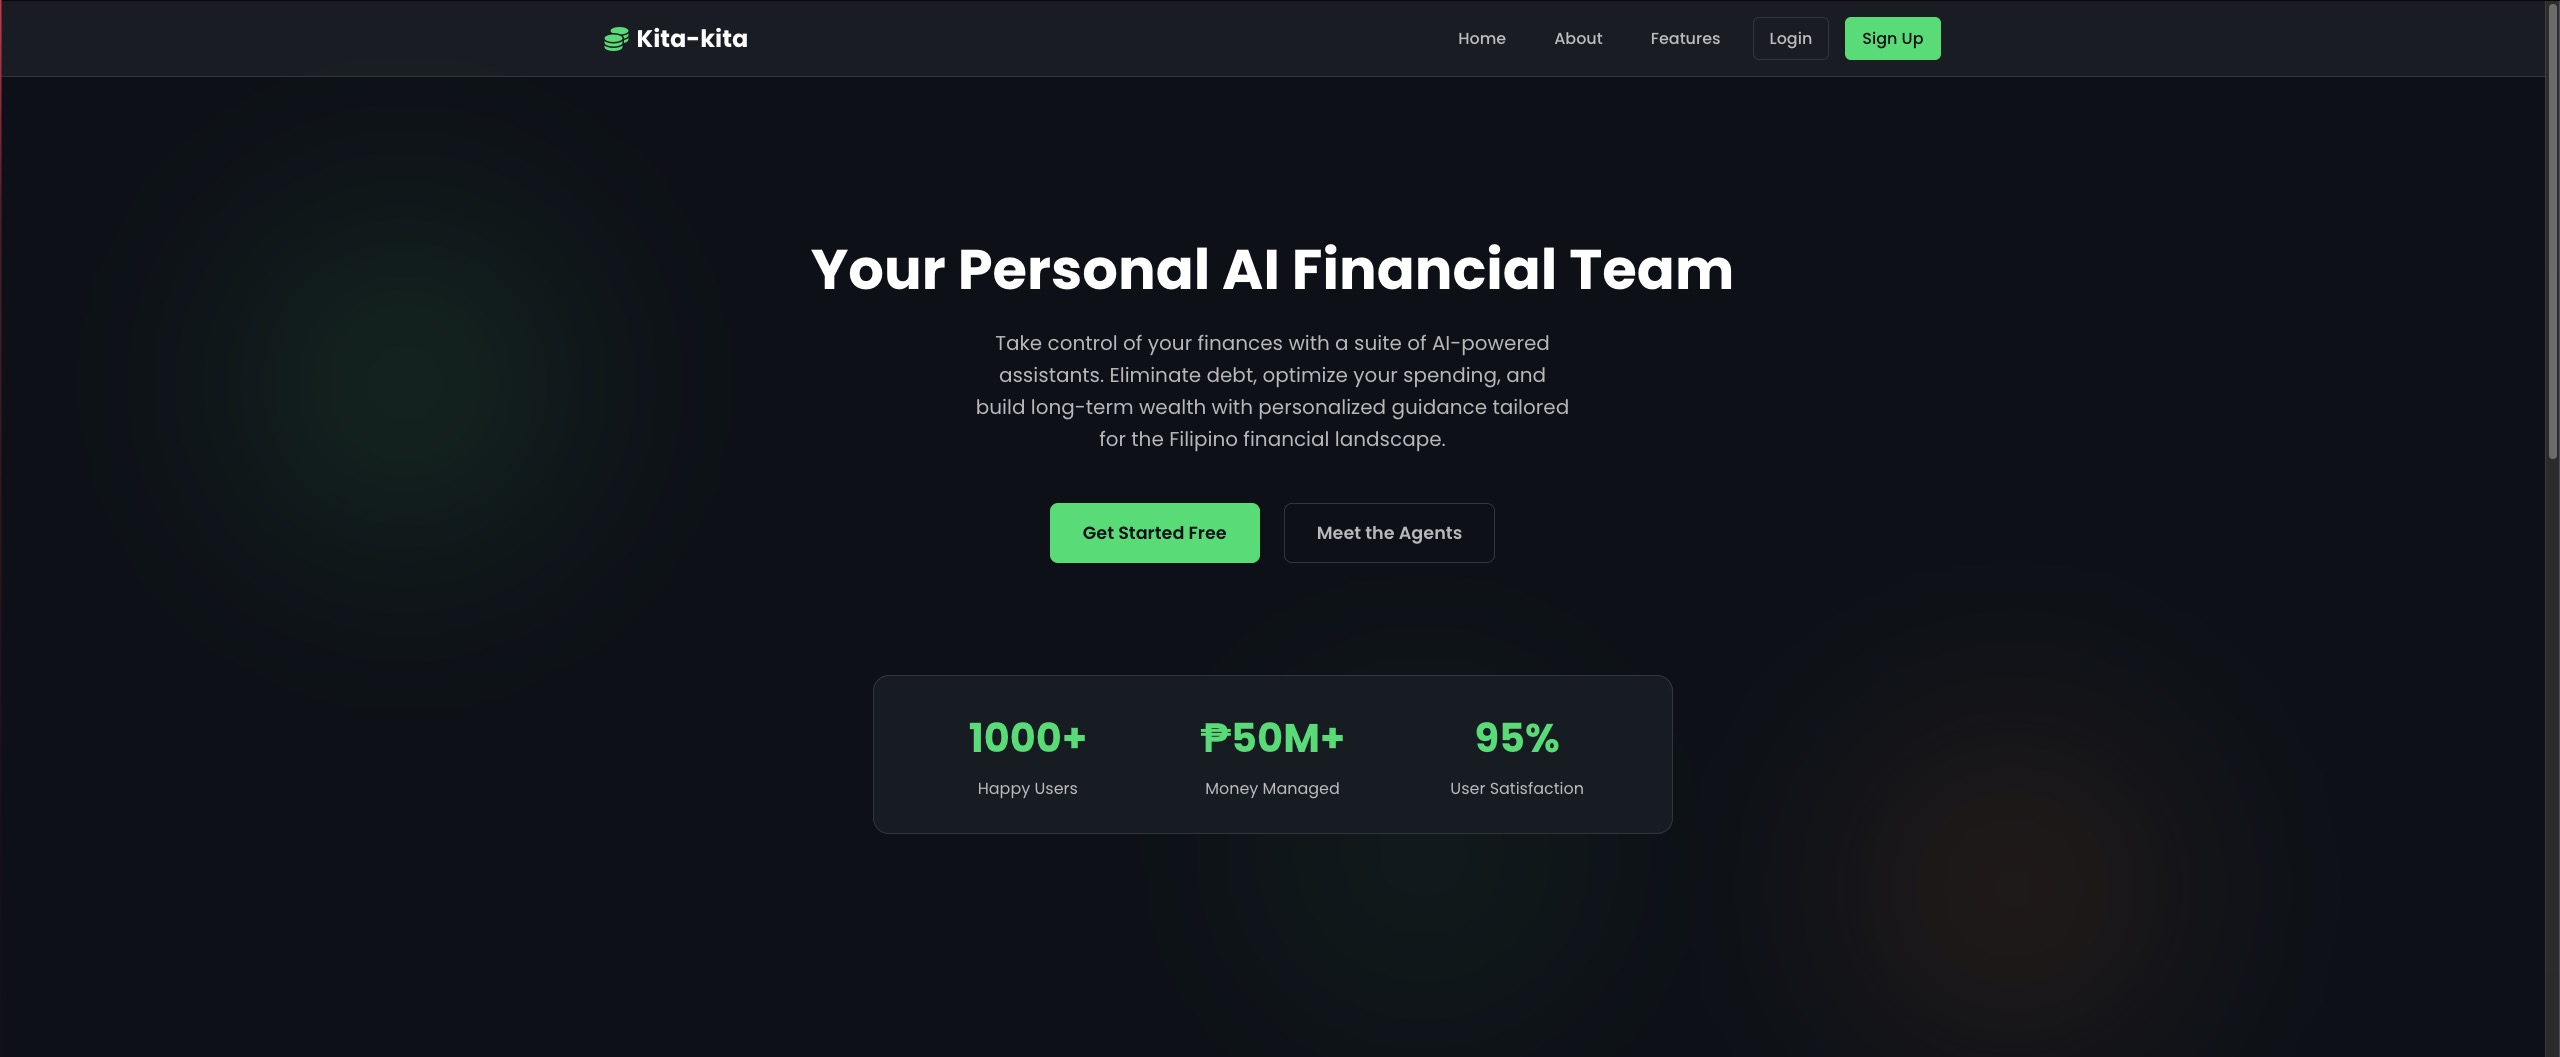 Kita-kita
Home
About
Features
Login
Sign Up
Your Personal AI Financial Team
Take control of your finances with a suite of AI-powered
assistants. Eliminate debt, optimize your spending, and
build long-term wealth with personalized guidance tailored
for the Filipino financial landscape.
Get Started Free
Meet the Agents
1000+
Happy Users
₱50M+
Money Managed
95%
User Satisfaction